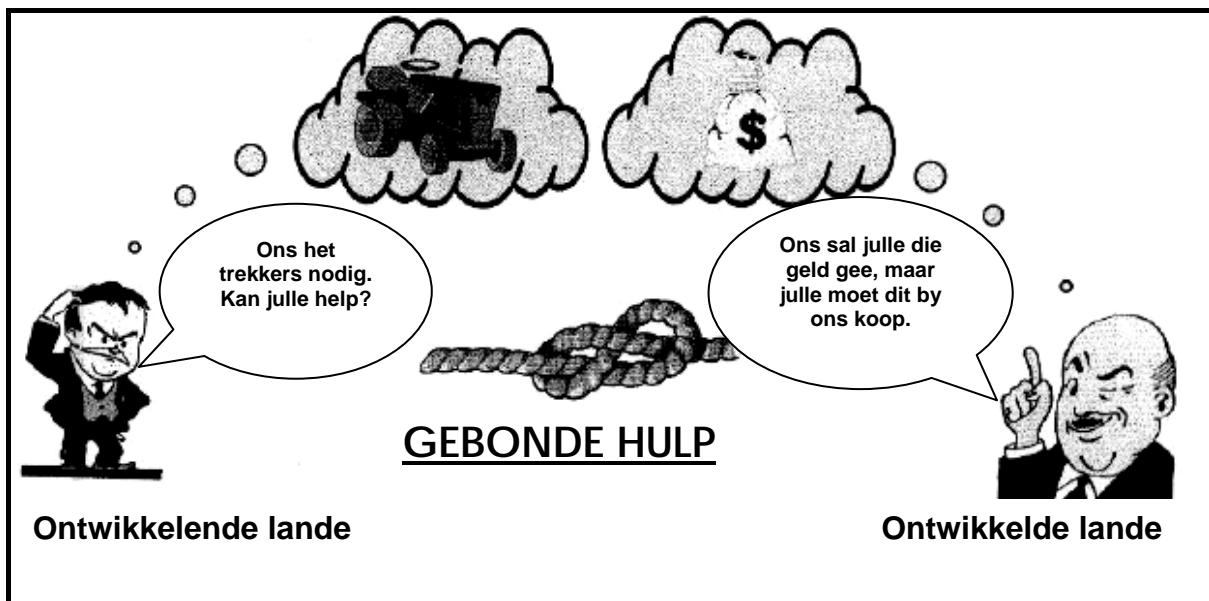 $
Ons het
trekkers nodig.
Kan julle help?
Ons sal julle die
geld gee, maar
julle moet dit by
ons koop.
GEBONDE HULP
Ontwikkelende lande
Ontwikkelde lande